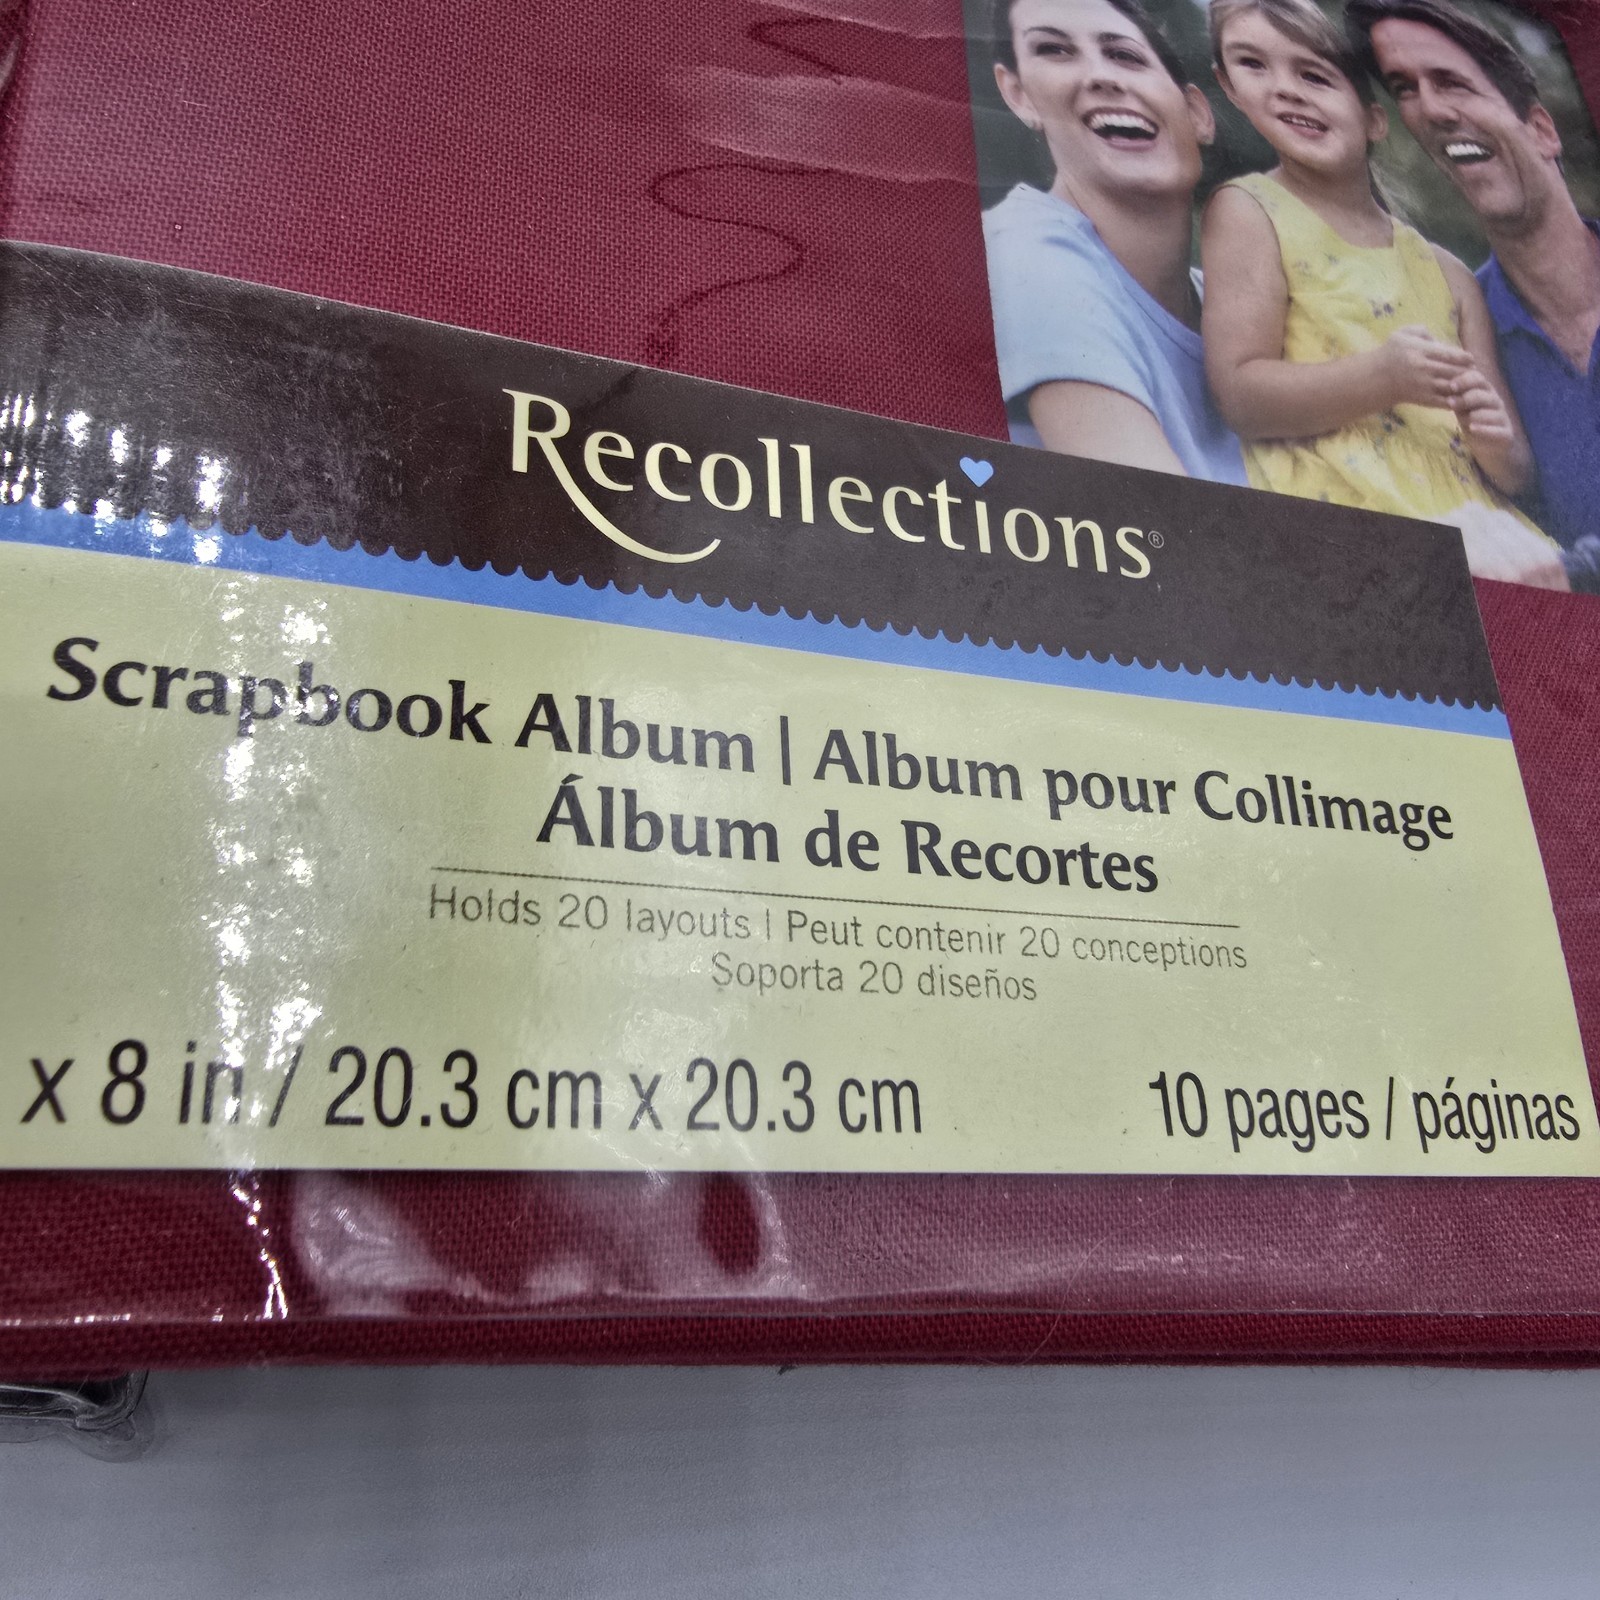 Recollections®
Scrapbook Album | Album pour Collimage
Álbum de Recortes
Holds 20 layouts | Peut contenir 20 conceptions
Soporta 20 diseños
x 8 in / 20.3 cm x 20.3 cm
10 pages / páginas